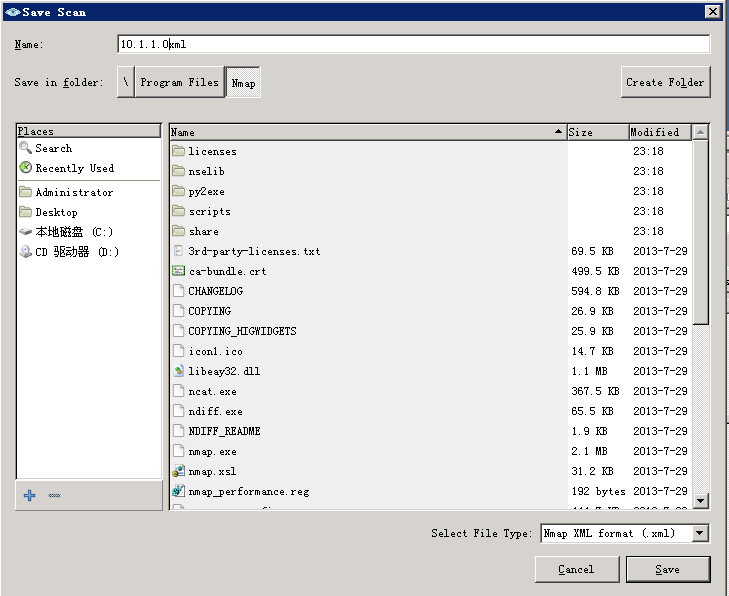 Save Scan
Name: 10.1.1.0xml
Save in folder: \ Program Files Nmap Create Folder
Places
Search
Recently Used
Administrator
Desktop
本地磁盘 (C:)
CD 驱动器 (D:)
Name Size Modified
licenses 23:18
nselib 23:18
py2exe 23:18
scripts 23:18
share 23:18
3rd-party-licenses.txt 69.5 KB 2013-7-29
ca-bundle.crt 499.5 KB 2013-7-29
CHANGELOG 594.8 KB 2013-7-29
COPYING 26.9 KB 2013-7-29
COPYING_HIGWIDGETS 25.9 KB 2013-7-29
icon1.ico 14.7 KB 2013-7-29
libeay32.dll 1.1 MB 2013-7-29
ncat.exe 367.5 KB 2013-7-29
ndiff.exe 65.5 KB 2013-7-29
NDIFF_README 1.9 KB 2013-7-29
nmap.exe 2.1 MB 2013-7-29
nmap.xsl 31.2 KB 2013-7-29
nmap_performance.reg 192 bytes 2013-7-29
Select File Type: Nmap XML format (.xml)
Cancel Save